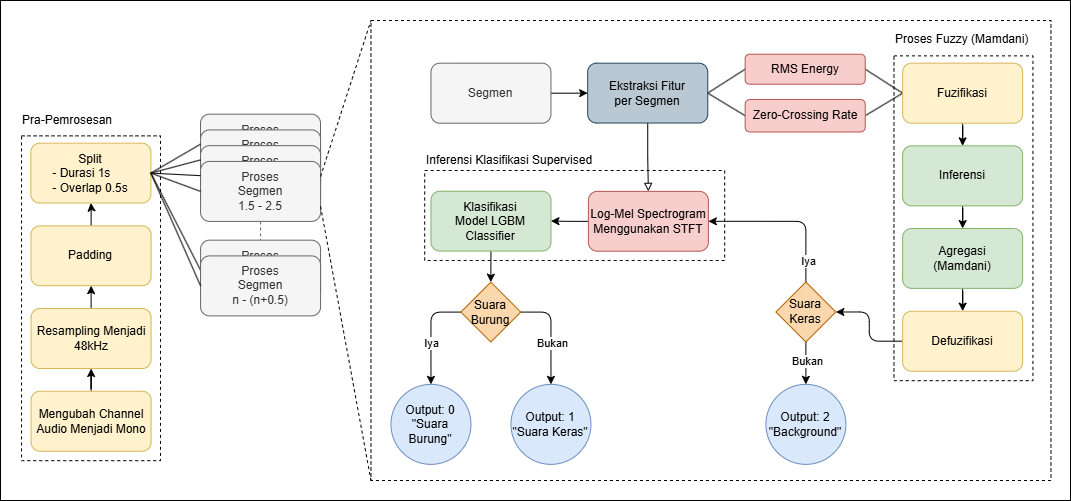 Pra-Pemrosesan
Split
- Durasi 1s
- Overlap 0.5s
Padding
Resampling Menjadi
48kHz
Mengubah Channel
Audio Menjadi Mono
Proses
Proses
Proses
Proses
Segmen
1.5 - 2.5
Proses
Proses
Segmen
n - (n+0.5)
Segmen
Ekstraksi Fitur
per Segmen
RMS Energy
Zero-Crossing Rate
Proses Fuzzy (Mamdani)
Fuzifikasi
Inferensi
Agregasi
(Mamdani)
Defuzifikasi
Inferensi Klasifikasi Supervised
Klasifikasi
Model LGBM
Classifier
Log-Mel Spectrogram
Menggunakan STFT
Iya
Suara
Keras
Bukan
Output: 2
"Background"
Suara
Burung
Iya
Bukan
Output: 0
"Suara
Burung"
Output: 1
"Suara Keras"